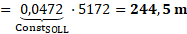 = 0,0472 · 5172 = 244,5 m
Const_SOLL